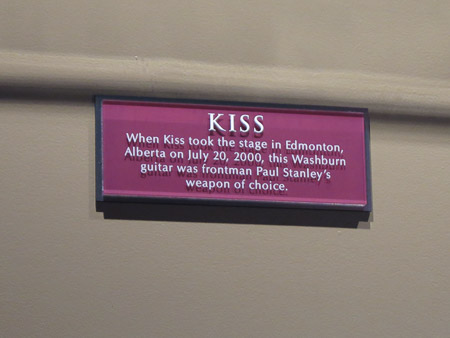 KISS
When Kiss took the stage in Edmonton,
Alberta on July 20, 2000, this Washburn
guitar was frontman Paul Stanley's
weapon of choice.